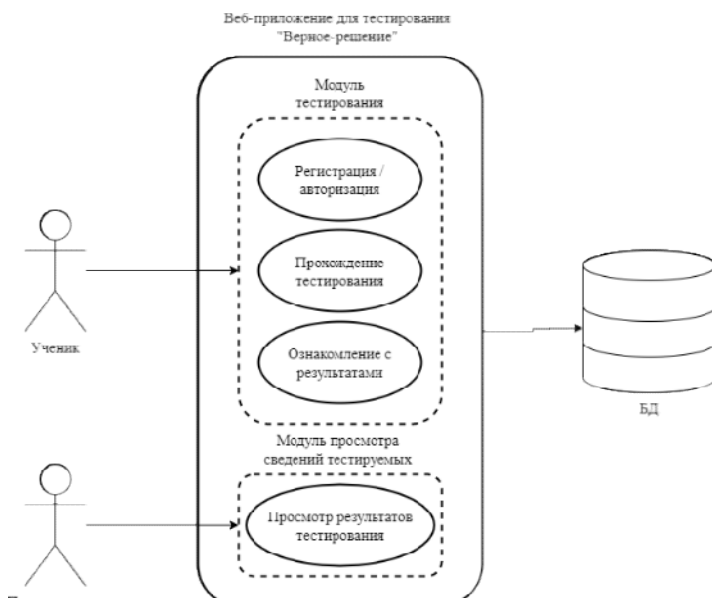 Веб-приложение для тестирования
"Верное-решение"
Модуль
тестирования
Регистрация /
авторизация
Прохождение
тестирования
Ученик
Ознакомление с
результатами
БД
Модуль просмотра
сведений тестируемых
Просмотр результатов
тестирования